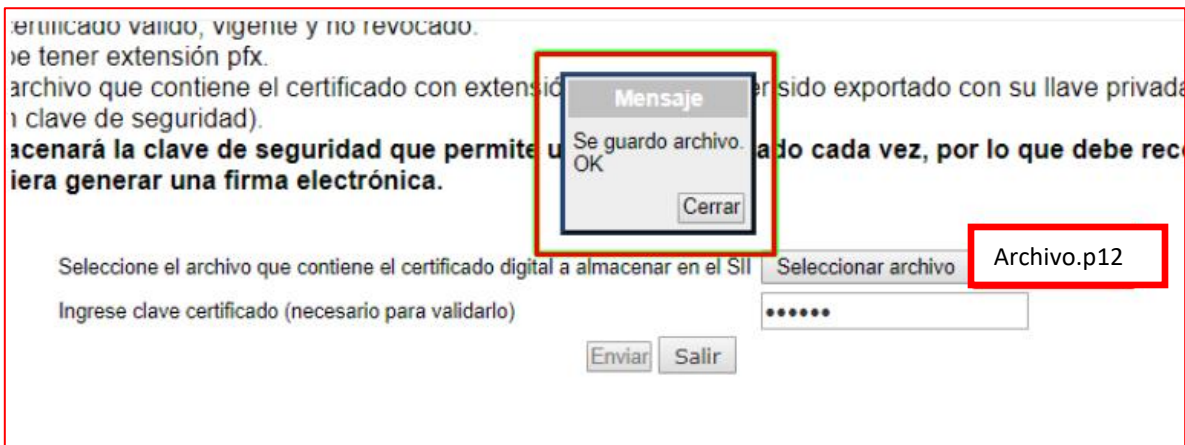 ertificado válido, vigente y no revocado.
be tener extensión pfx.
archivo que contiene el certificado con extensió er sido exportado con su llave privada
n clave de seguridad).
acenará la clave de seguridad que permite u ado cada vez, por lo que debe rec
iera generar una firma electrónica.
Mensaje
Se guardo archivo.
OK
Cerrar
Seleccione el archivo que contiene el certificado digital a almacenar en el SII Seleccionar archivo Archivo.p12
Ingrese clave certificado (necesario para validarlo) ••••••
Enviar Salir